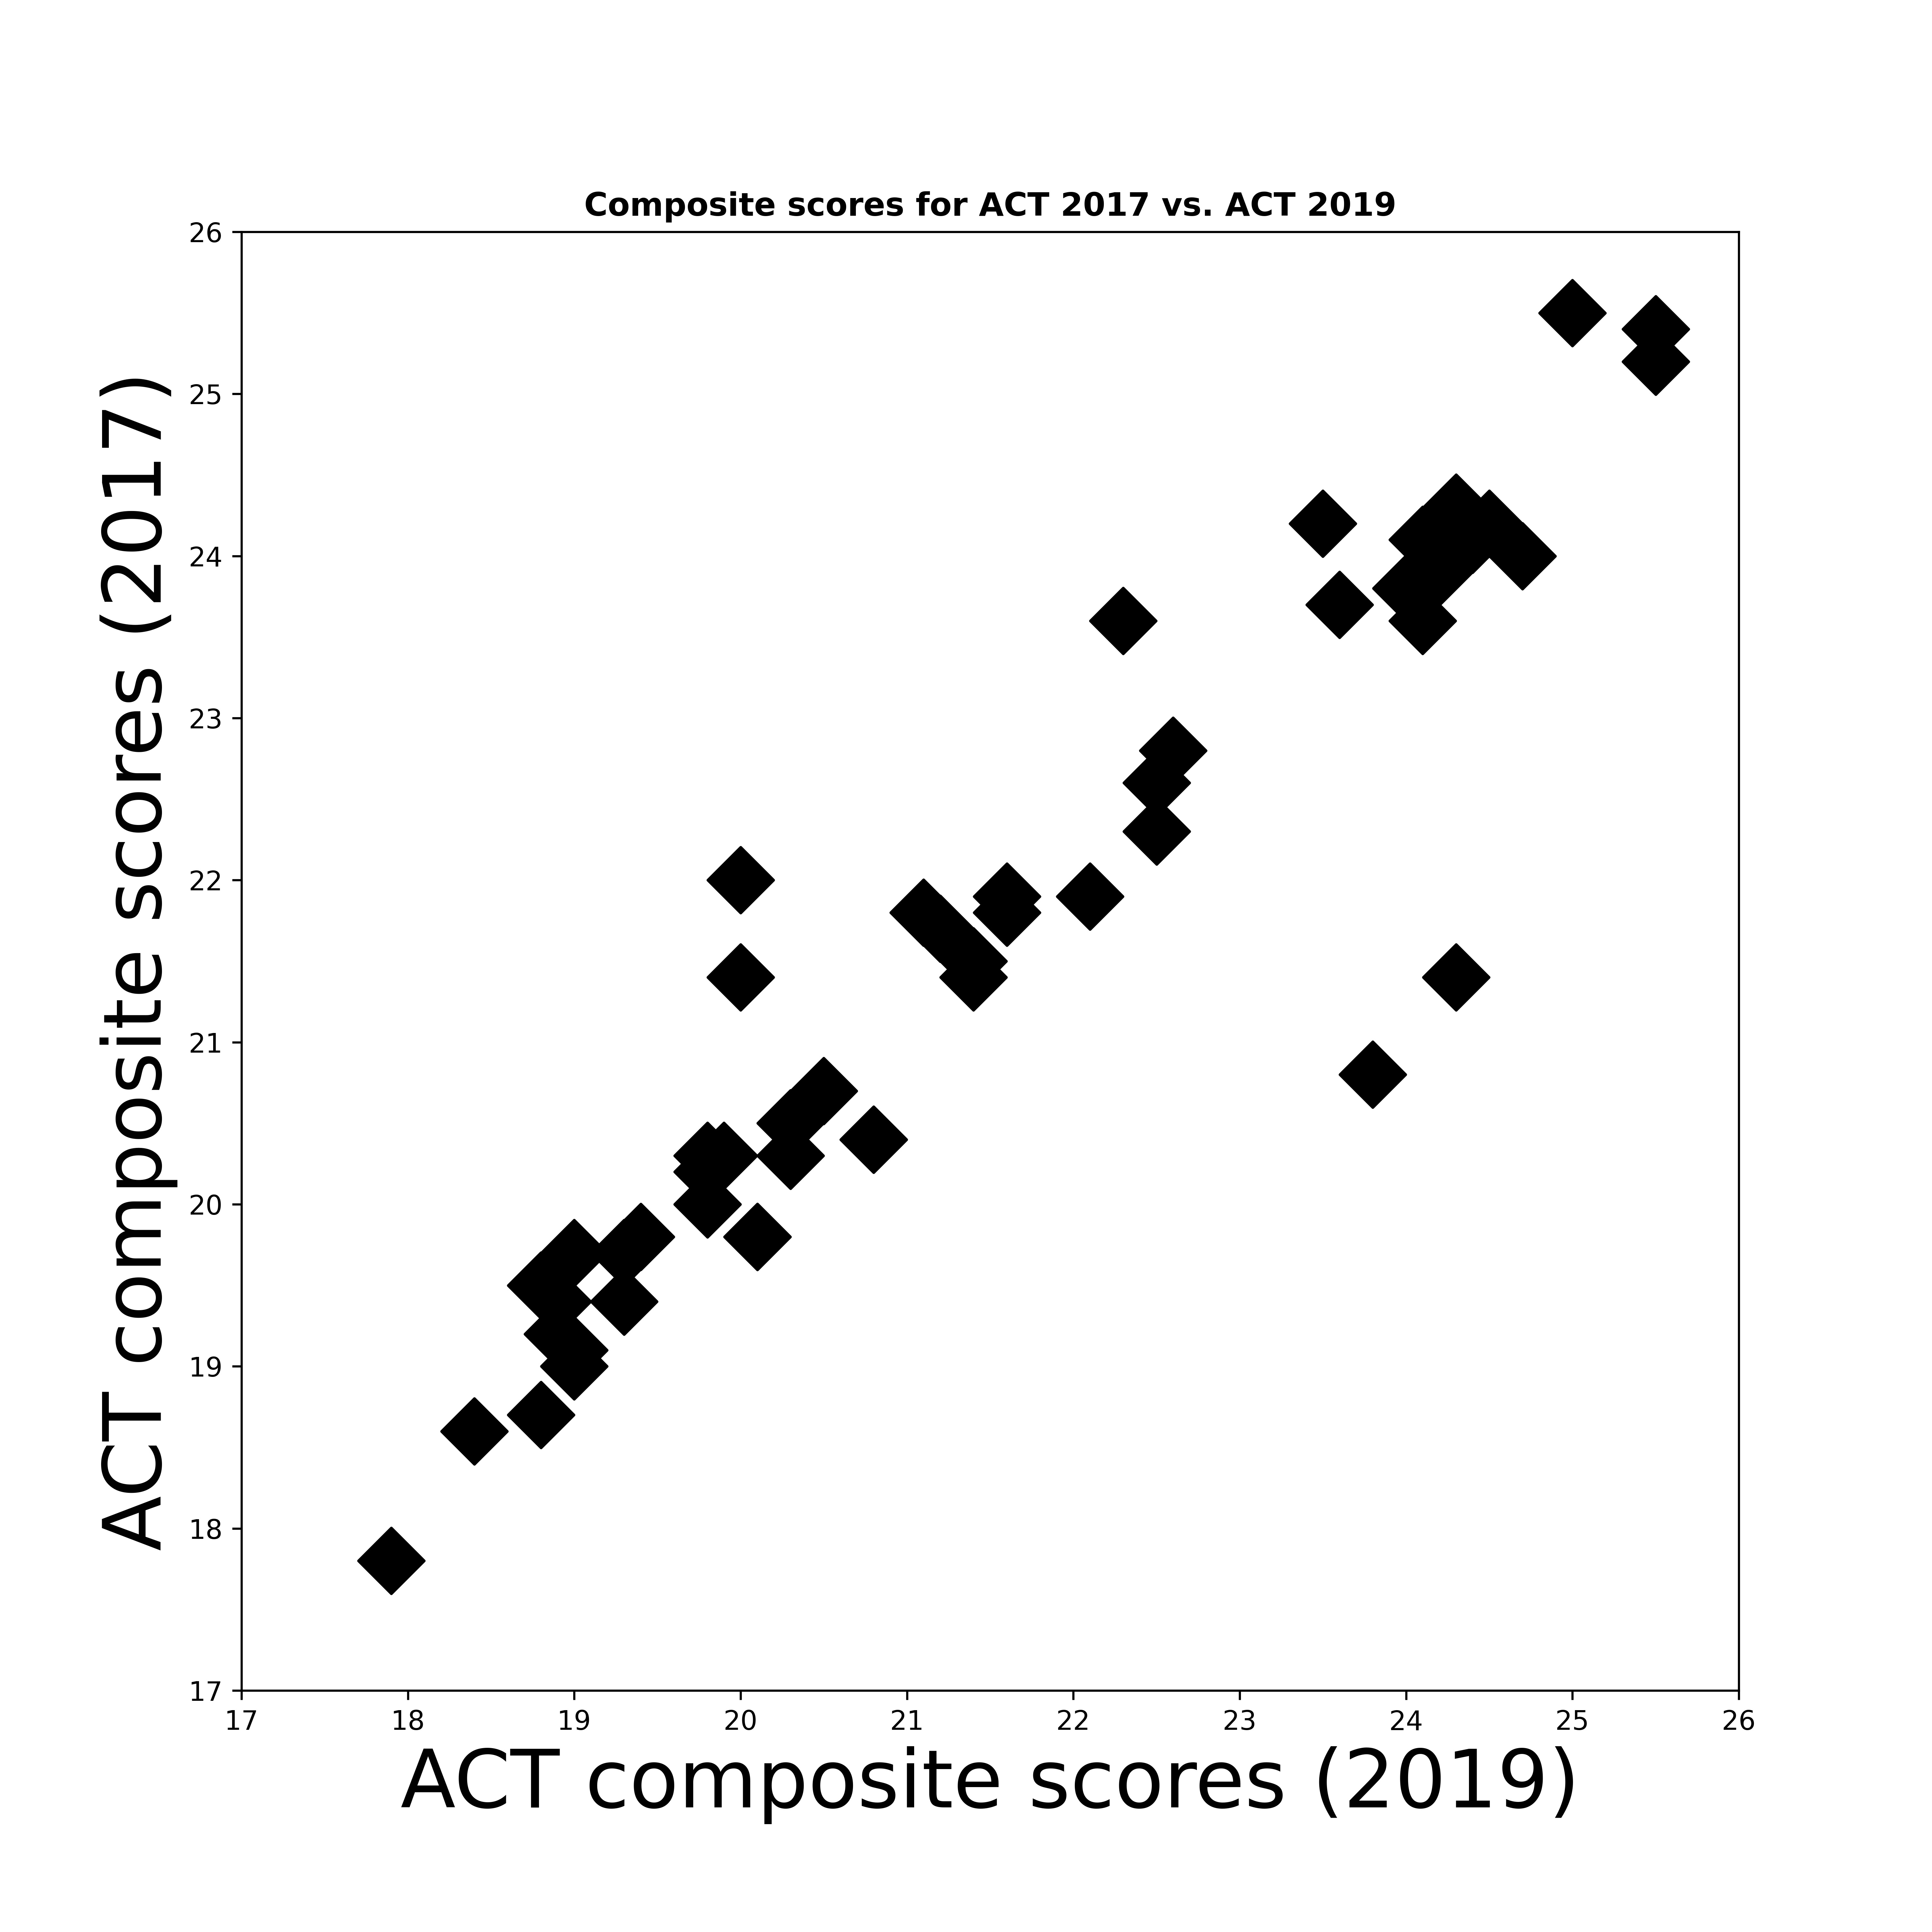 Composite scores for ACT 2017 vs. ACT 2019
ACT composite scores (2017)
26
25
24
23
22
21
20
19
18
17
17 18 19 20 21 22 23 24 25 26
ACT composite scores (2019)